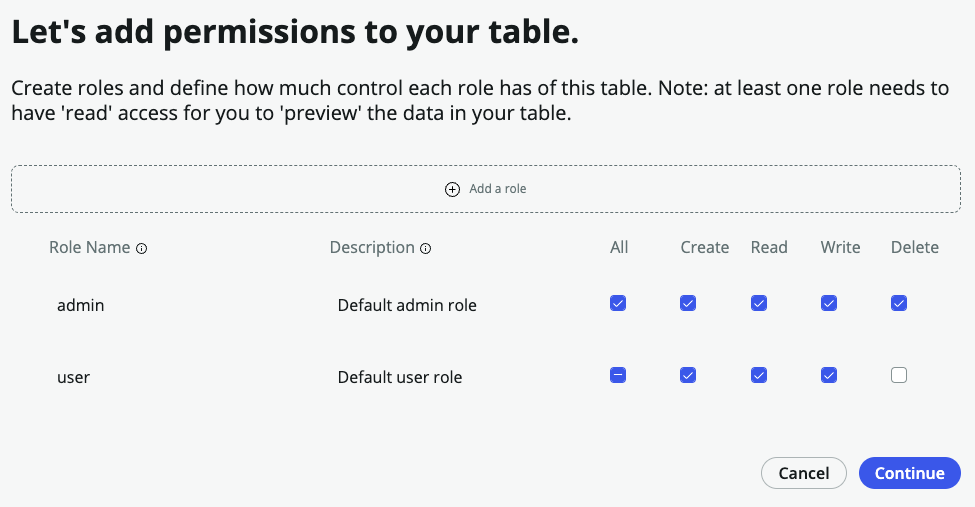 Let's add permissions to your table.
Create roles and define how much control each role has of this table. Note: at least one role needs to
have 'read' access for you to 'preview' the data in your table.
Add a role
Role Name Description All Create Read Write Delete
admin Default admin role
user Default user role
Cancel Continue